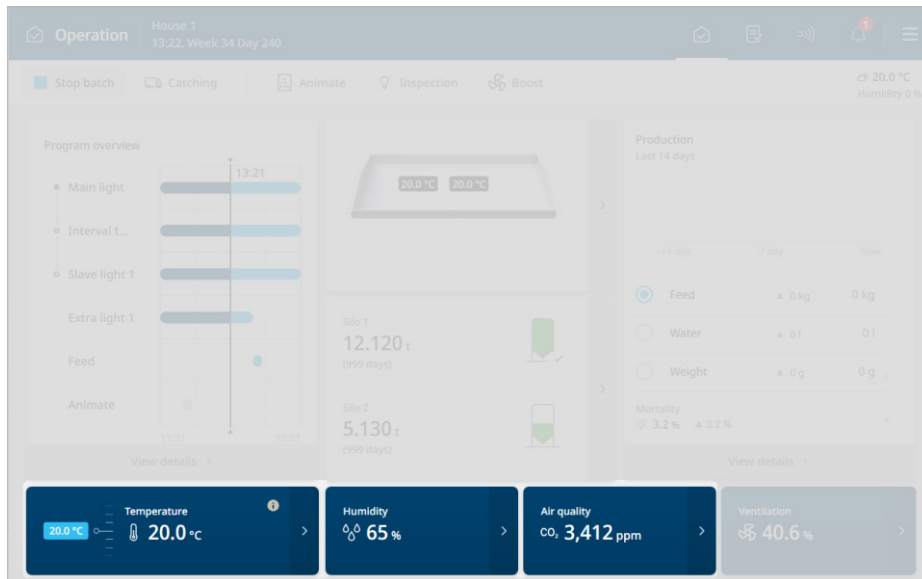 Operation
House 1
13:22, Week 34 Day 240
1
Stop batch
Catching
Animate
Inspection
Boost
20.0 °C
Humidity 0 %
Program overview
13:21
Main light
Interval t...
Slave light 1
Extra light 1
Feed
Animate
11:21 15:21
View details
20.0 °C 20.0 °C
Silo 1
12.120 t
(999 days)
Silo 2
5.130 t
(999 days)
Production
Last 14 days
-14 day -7 day Now
Feed 0 kg 0 kg
Water 0 l 0 l
Weight 0 g 0 g
Mortality
3.2 % 3.2 %
View details
Temperature
20.0 °C 20.0 °C
Humidity
65 %
Air quality
CO₂ 3,412 ppm
Ventilation
40.6 %